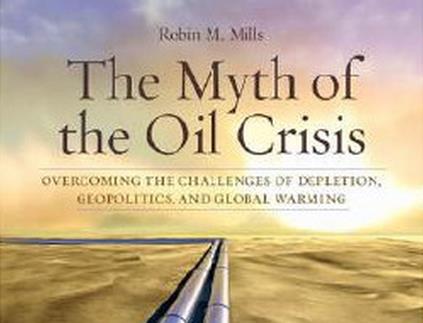 Robin M. Mills
The Myth of
the Oil Crisis
OVERCOMING THE CHALLENGES OF DEPLETION,
GEOPOLITICS, AND GLOBAL WARMING